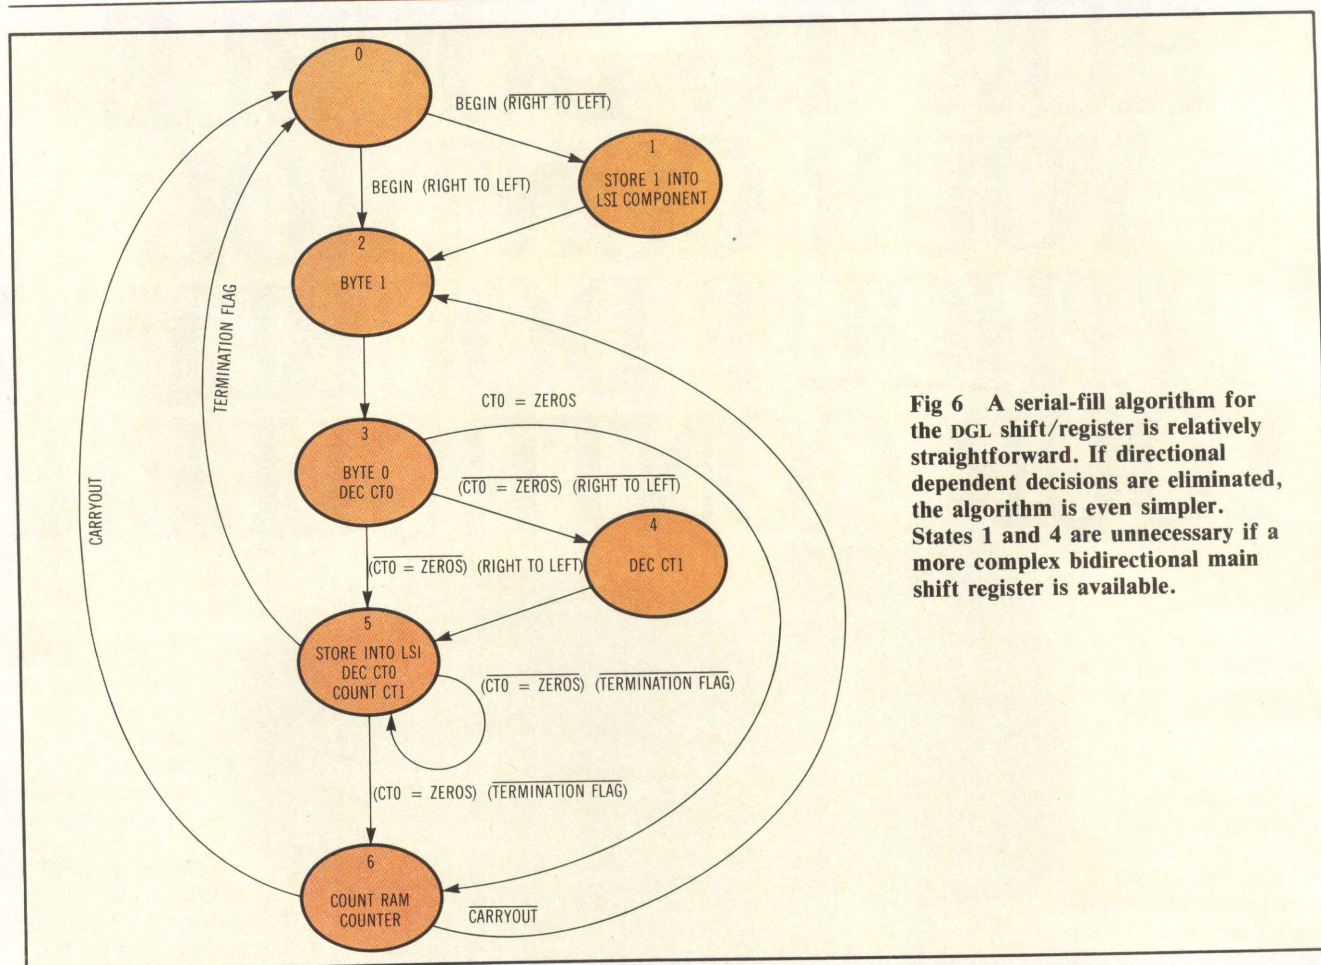 0
BEGIN (RIGHT TO LEFT)
1
STORE 1 INTO
LSI COMPONENT
BEGIN (RIGHT TO LEFT)
2
BYTE 1
TERMINATION FLAG
CARRYOUT
CT0 = ZEROS
3
BYTE 0
DEC CT0
(CT0 = ZEROS) (RIGHT TO LEFT)
4
DEC CT1
(CT0 = ZEROS) (RIGHT TO LEFT)
5
STORE INTO LSI
DEC CT0
COUNT CT1
(CT0 = ZEROS) (TERMINATION FLAG)
(CT0 = ZEROS) (TERMINATION FLAG)
6
COUNT RAM
COUNTER
CARRYOUT
Fig 6 A serial-fill algorithm for
the DGL shift/register is relatively
straightforward. If directional
dependent decisions are eliminated,
the algorithm is even simpler.
States 1 and 4 are unnecessary if a
more complex bidirectional main
shift register is available.